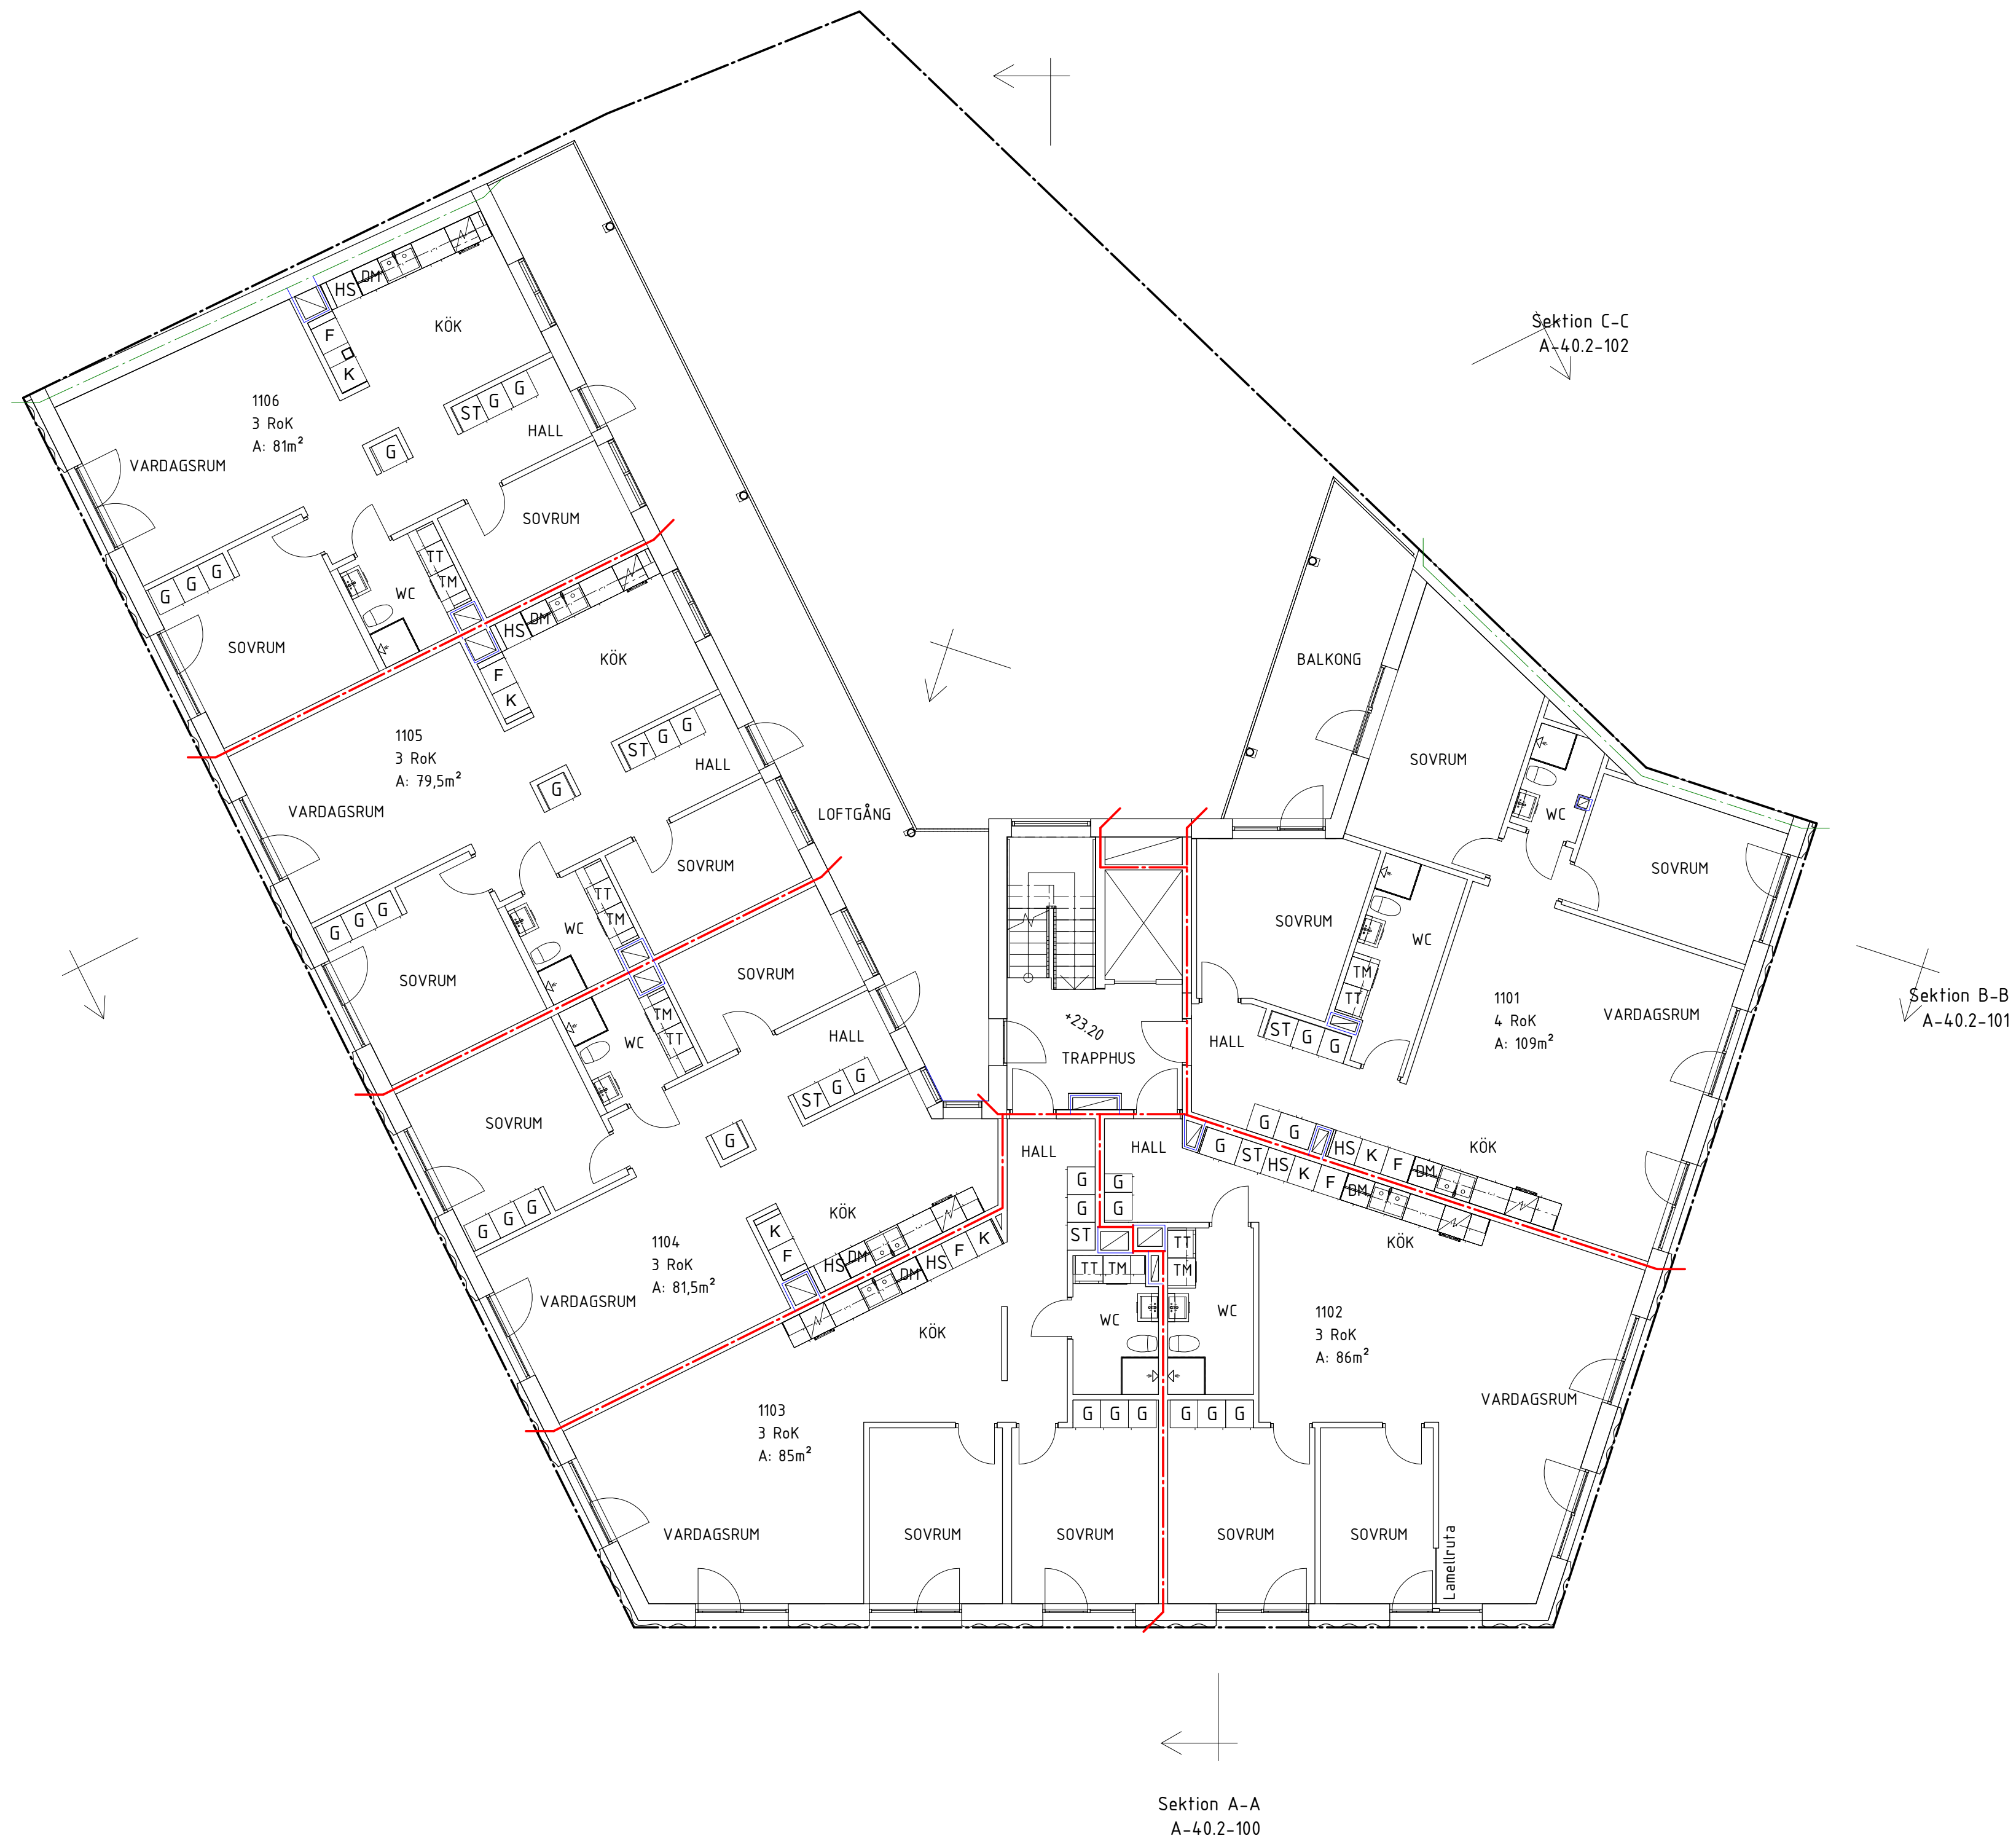 Sektion C-C
A-40.2-102
HS
DM
F
K
KÖK
1106
3 RoK
A: 81m²
ST
G
G
HALL
G
VARDAGSRUM
SOVRUM
TT
TM
WC
G
G
G
SOVRUM
HS
DM
F
K
KÖK
1105
3 RoK
A: 79,5m²
ST
G
G
HALL
G
VARDAGSRUM
LOFTGÅNG
SOVRUM
TT
TM
WC
G
G
G
SOVRUM
SOVRUM
TM
TT
WC
HALL
ST
G
G
SOVRUM
G
G
G
G
KÖK
K
F
HS
DM
1104
3 RoK
A: 81,5m²
VARDAGSRUM
DM
HS
F
K
KÖK
1103
3 RoK
A: 85m²
VARDAGSRUM
SOVRUM
SOVRUM
HALL
G
G
ST
TT
TM
WC
G
G
G
+23,20
TRAPPHUS
HALL
G
G
TT
TM
WC
G
G
G
G
ST
HS
K
F
DM
KÖK
1102
3 RoK
A: 86m²
VARDAGSRUM
SOVRUM
SOVRUM
Lamellruta
BALKONG
SOVRUM
WC
SOVRUM
SOVRUM
WC
TM
TT
HALL
ST
G
G
1101
4 RoK
A: 109m²
VARDAGSRUM
G
G
HS
K
F
DM
KÖK
Sektion B-B
A-40.2-101
Sektion A-A
A-40.2-100